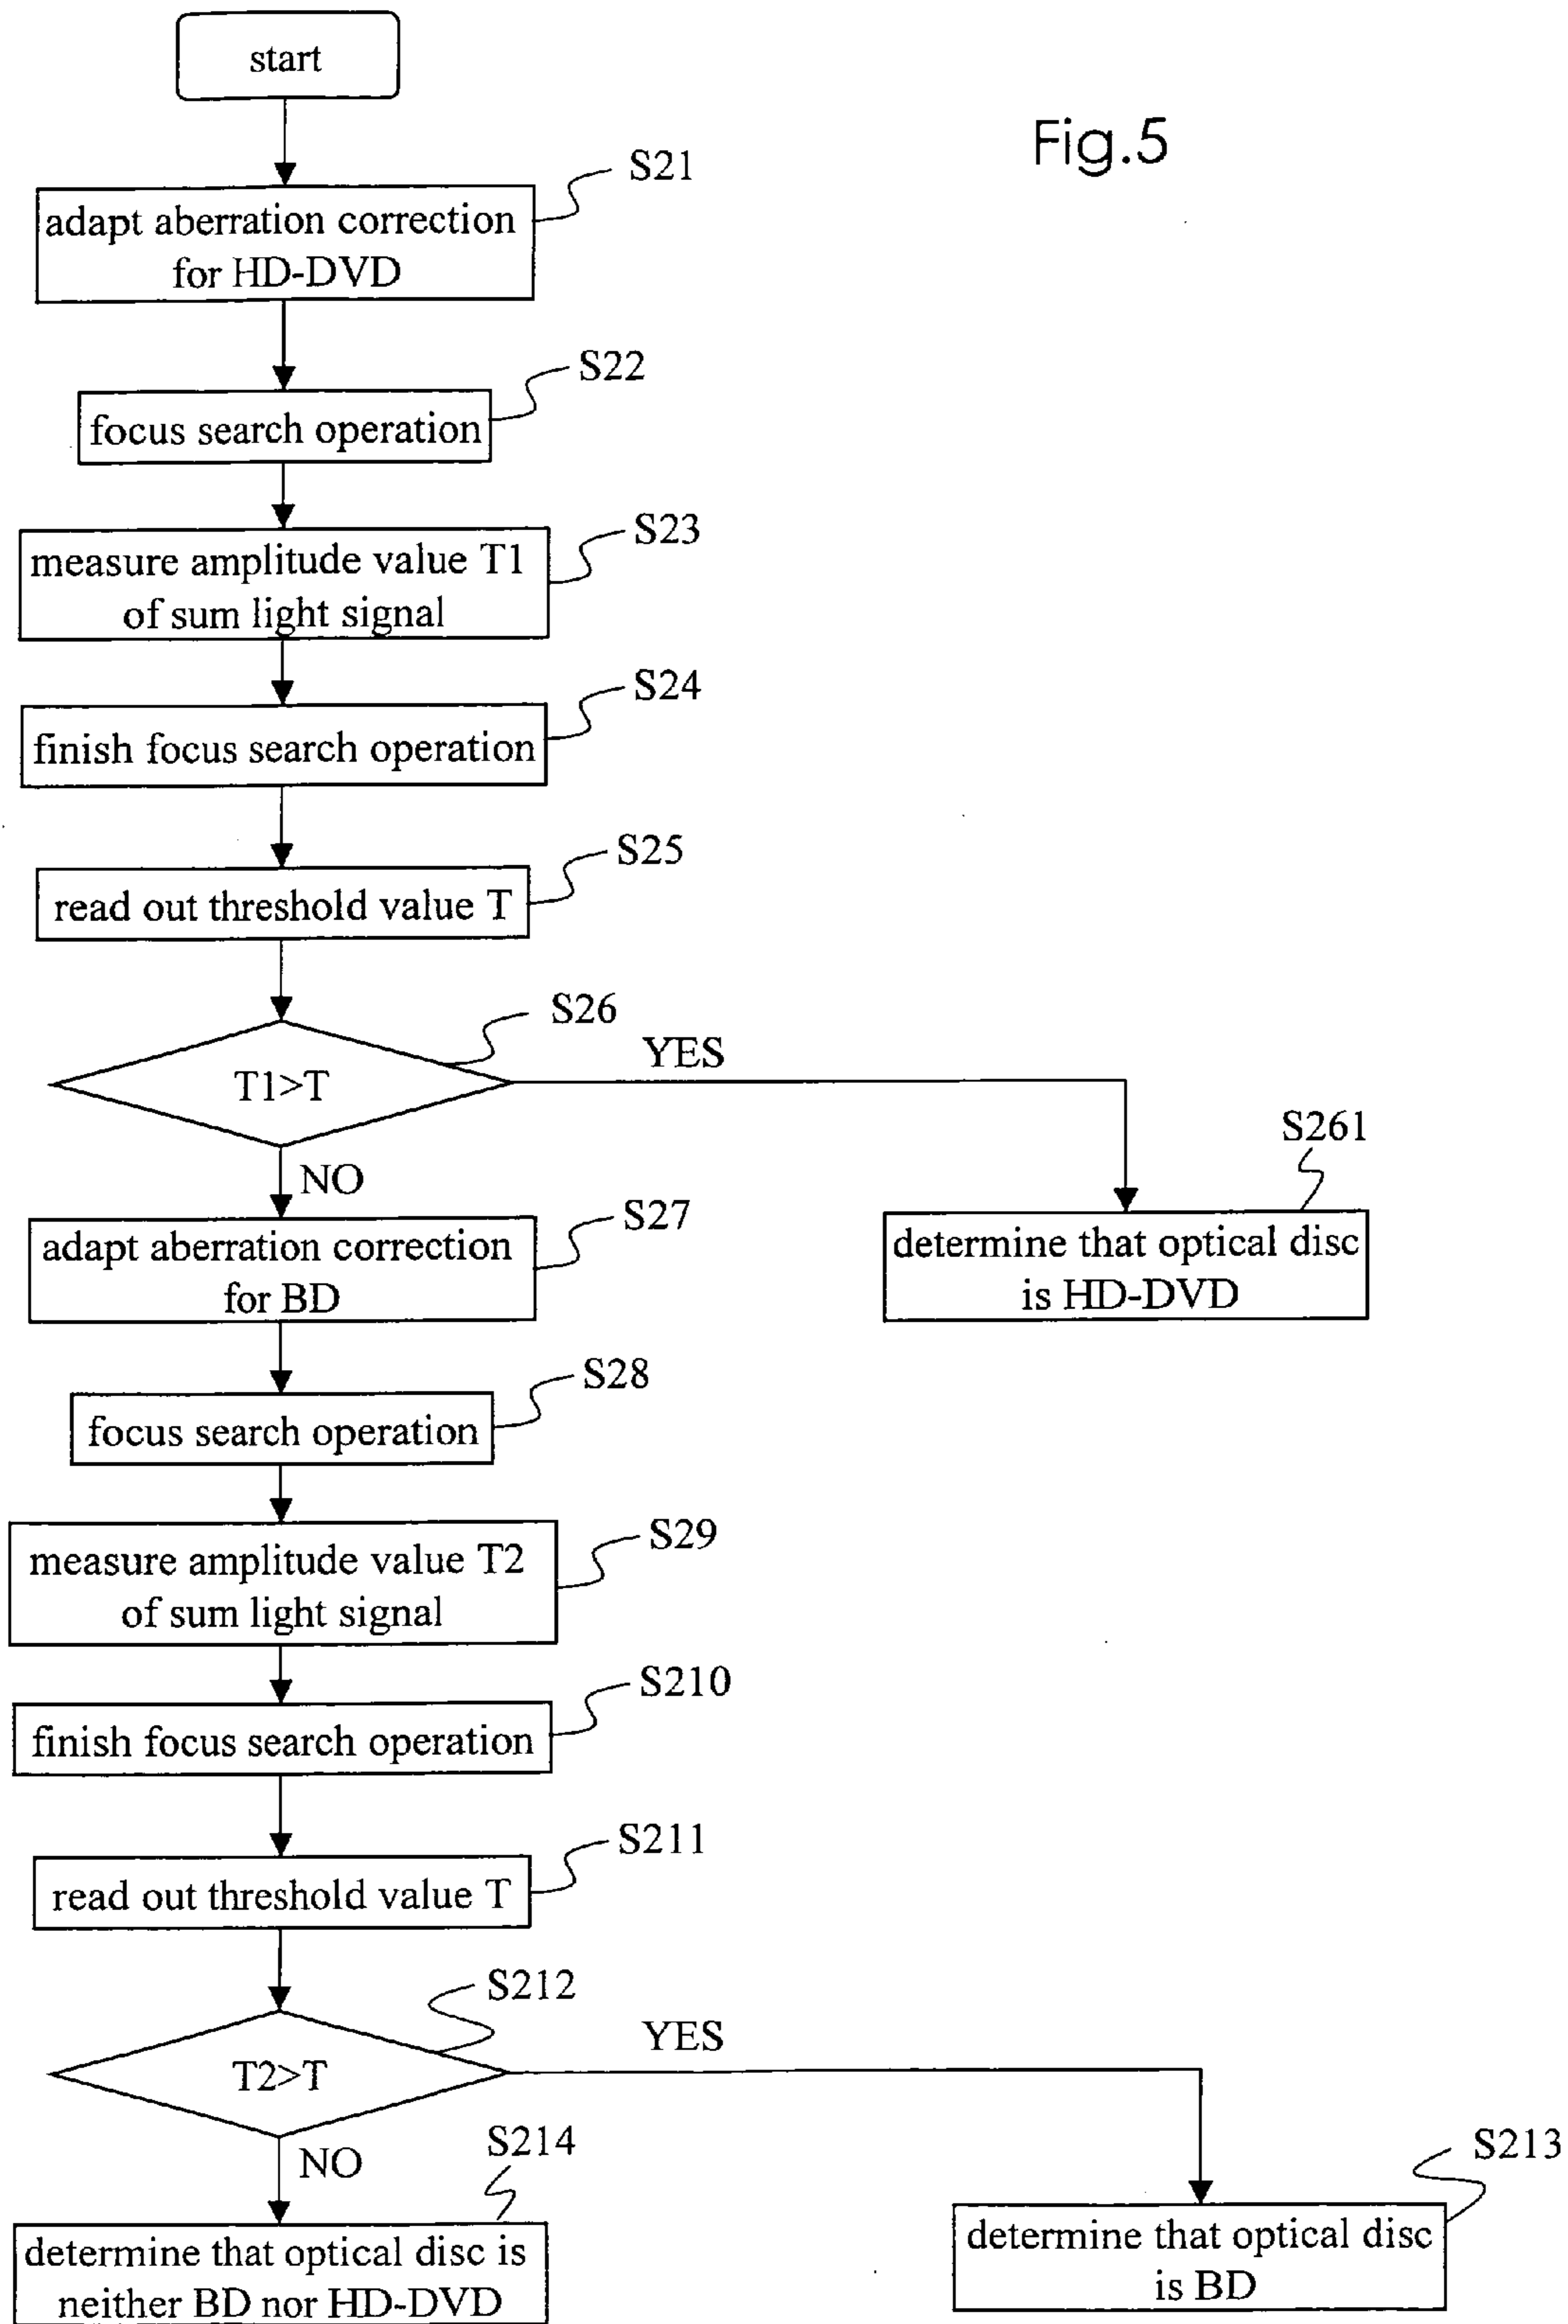 start
Fig.5
S21
adapt aberration correction
for HD-DVD
S22
focus search operation
S23
measure amplitude value T1
of sum light signal
S24
finish focus search operation
S25
read out threshold value T
S26
T1>T
YES
NO
S261
determine that optical disc
is HD-DVD
S27
adapt aberration correction
for BD
S28
focus search operation
S29
measure amplitude value T2
of sum light signal
S210
finish focus search operation
S211
read out threshold value T
S212
T2>T
YES
NO
S213
determine that optical disc
is BD
S214
determine that optical disc is
neither BD nor HD-DVD